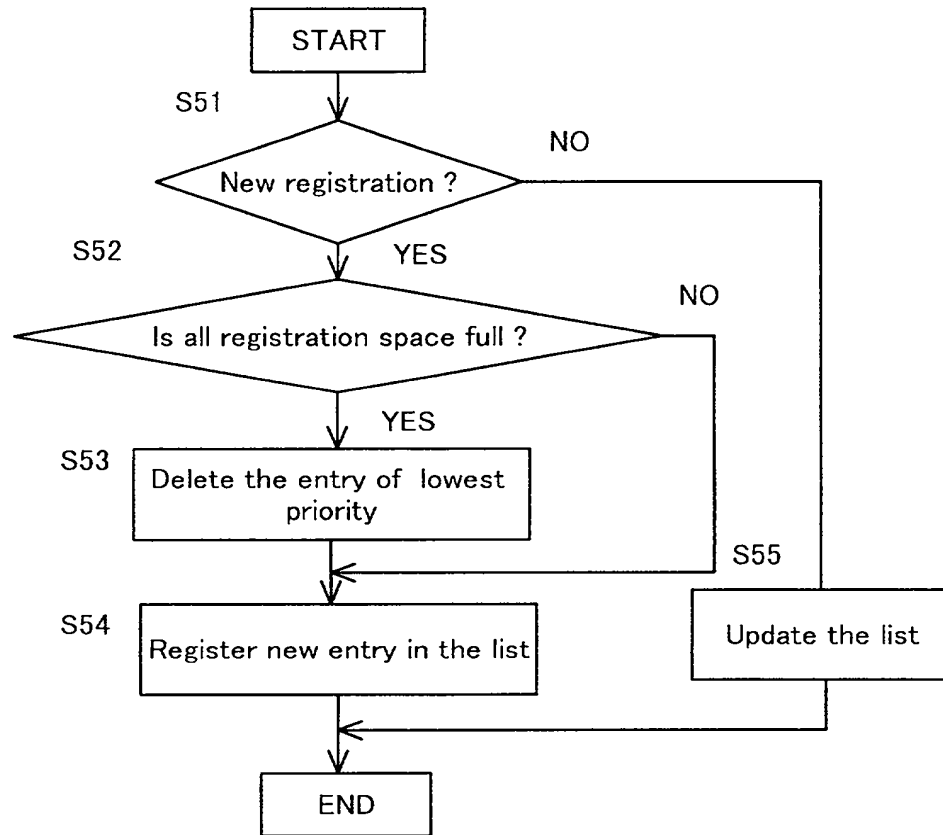 START
S51
NO
New registration ?
S52
YES
NO
Is all registration space full ?
YES
S53
Delete the entry of lowest
priority
S55
S54
Register new entry in the list
Update the list
END